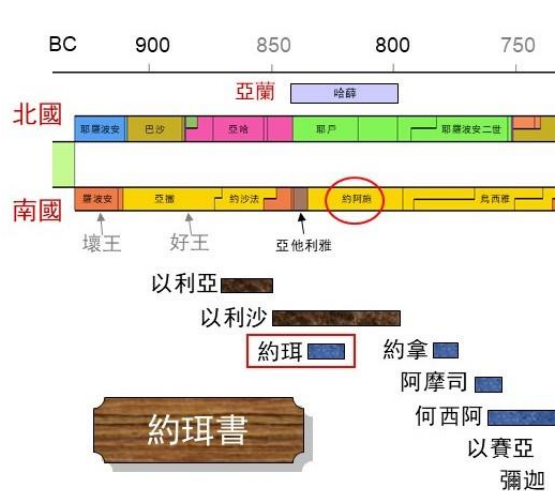 BC 900 850 800 750
亞蘭 哈薛
北國 耶羅波安 巴沙 亞哈 耶戶 耶羅波安二世
南國 羅波安 亞撒 約沙法 約阿施 烏西雅
壞王 好王 亞他利雅
以利亞
以利沙
約珥 約拿
阿摩司
約珥書 何西阿
以賽亞
彌迦